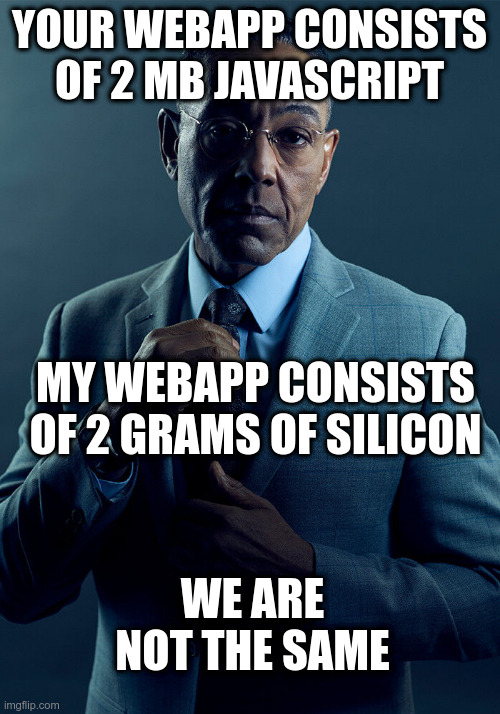 YOUR WEBAPP CONSISTS
OF 2 MB JAVASCRIPT
MY WEBAPP CONSISTS
OF 2 GRAMS OF SILICON
WE ARE
NOT THE SAME
imgflip.com